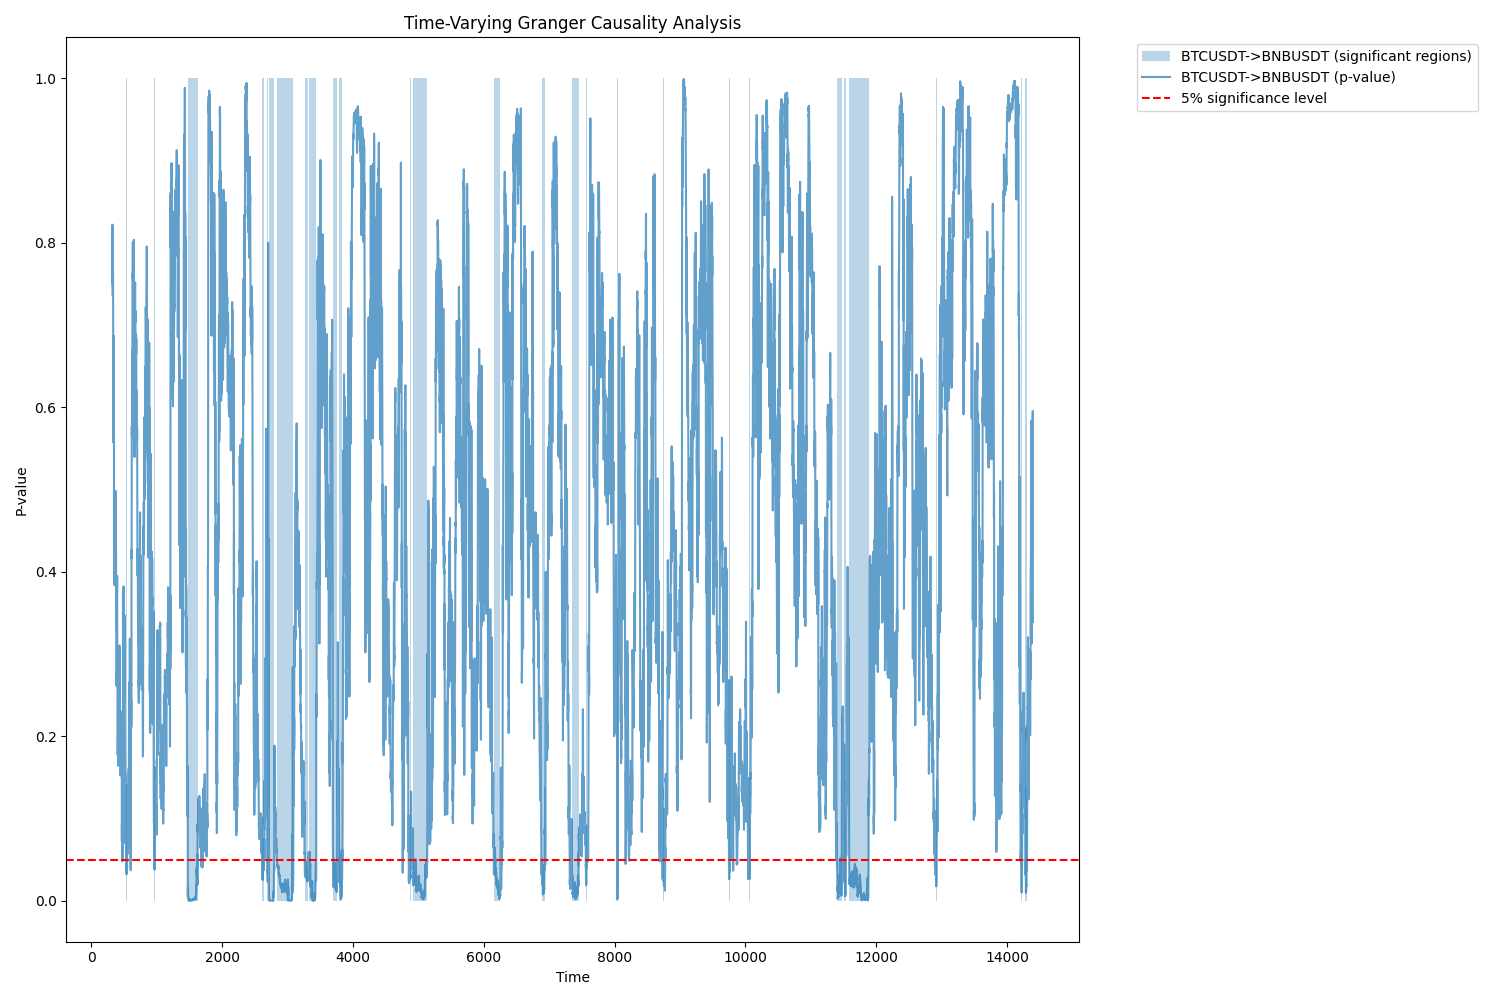 Time-Varying Granger Causality Analysis
BTCUSDT->BNBUSDT (significant regions)
BTCUSDT->BNBUSDT (p-value)
5% significance level
P-value
1.0
0.8
0.6
0.4
0.2
0.0
0 2000 4000 6000 8000 10000 12000 14000
Time